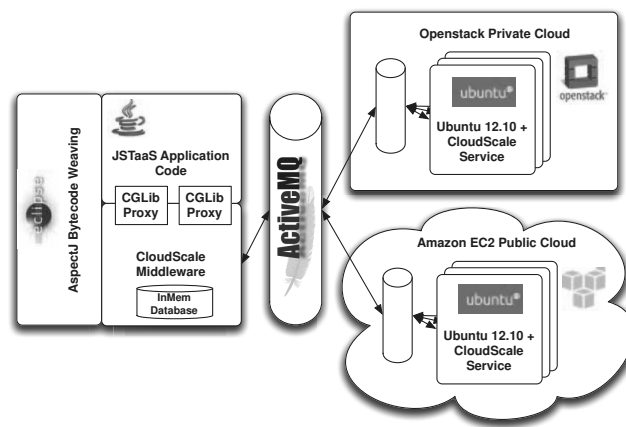 Openstack Private Cloud
ubuntu®
openstack
Ubuntu 12.10 +
CloudScale
Service
AspectJ Bytecode Weaving
eclipse
Java
JSTaaS Application
Code
CGLib
Proxy
CGLib
Proxy
CloudScale
Middleware
InMem
Database
ActiveMQ
Amazon EC2 Public Cloud
ubuntu®
Ubuntu 12.10 +
CloudScale
Service